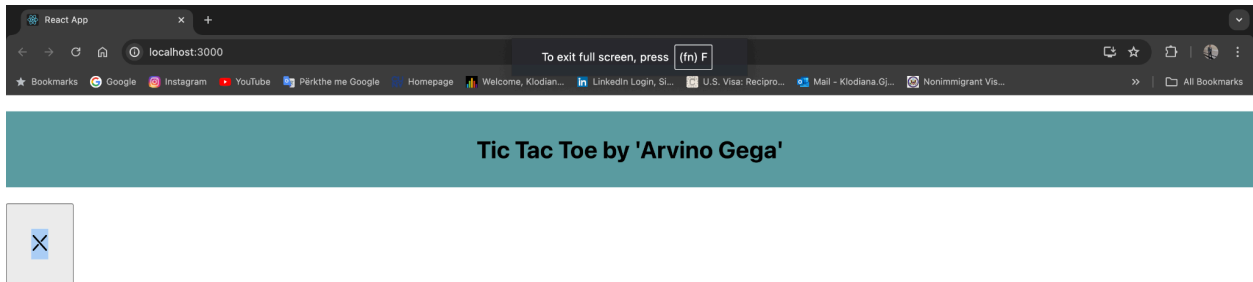 React App
localhost:3000
To exit full screen, press (fn) F
Bookmarks Google Instagram YouTube Përkthe me Google Homepage Welcome, Klodian... LinkedIn Login, Si... U.S. Visa: Recipro... Mail - Klodiana.Gj... Nonimmigrant Vis... » All Bookmarks
Tic Tac Toe by 'Arvino Gega'
X